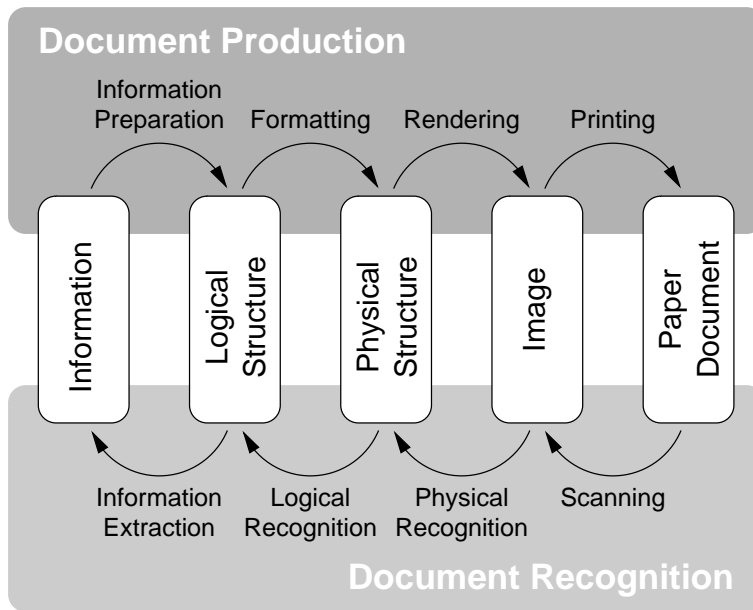 Document Production
Information
Preparation
Formatting
Rendering
Printing
Information
Logical
Structure
Physical
Structure
Image
Paper
Document
Information
Extraction
Logical
Recognition
Physical
Recognition
Scanning
Document Recognition